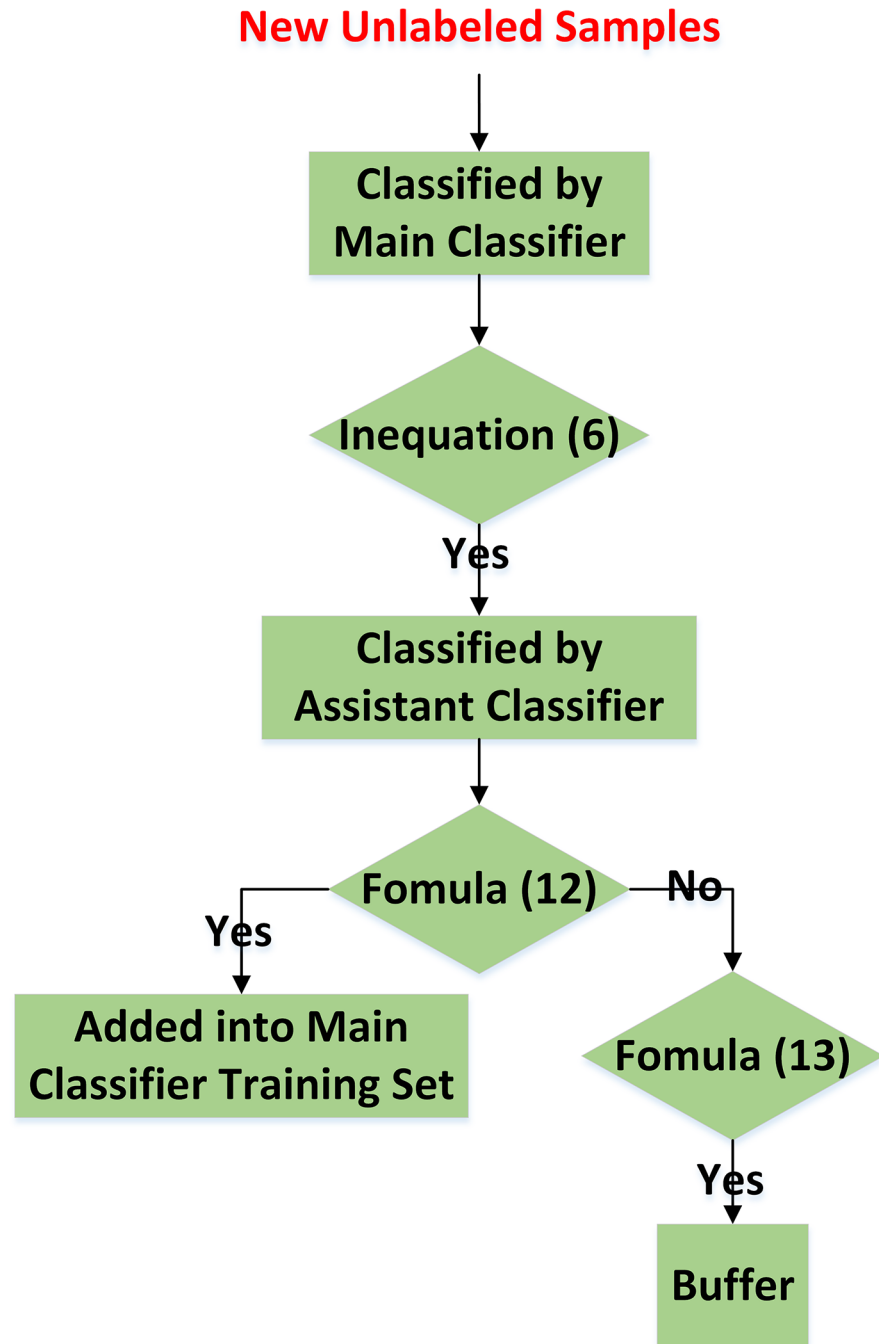 New Unlabeled Samples
Classified by
Main Classifier
Inequation (6)
Yes
Classified by
Assistant Classifier
Fomula (12)
No
Yes
Added into Main
Classifier Training Set
Fomula (13)
Yes
Buffer